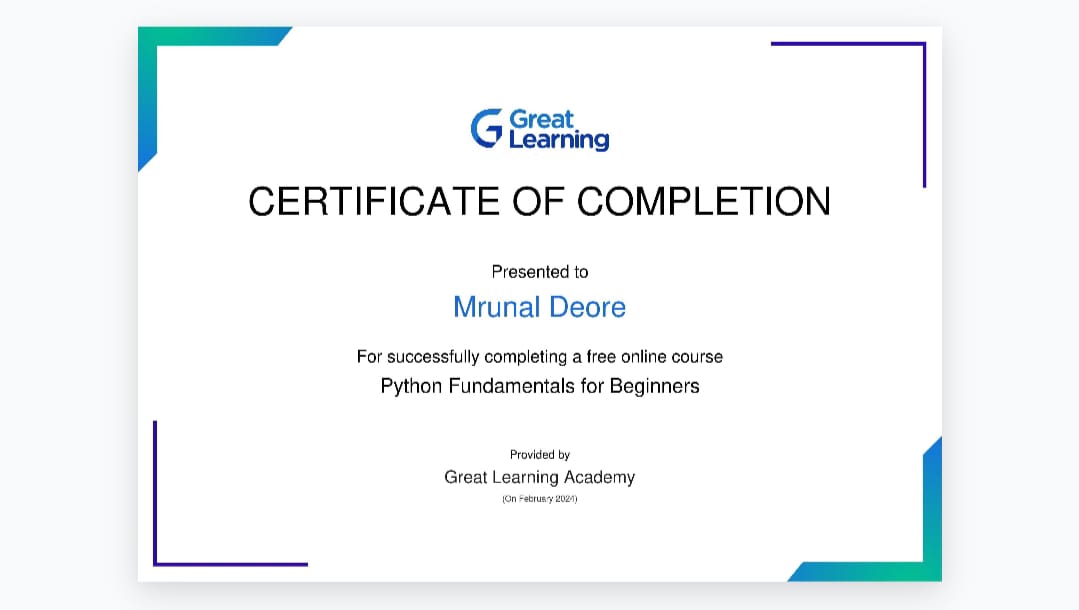 Great
Learning
CERTIFICATE OF COMPLETION
Presented to
Mrunal Deore
For successfully completing a free online course
Python Fundamentals for Beginners
Provided by
Great Learning Academy
(On February 2024)